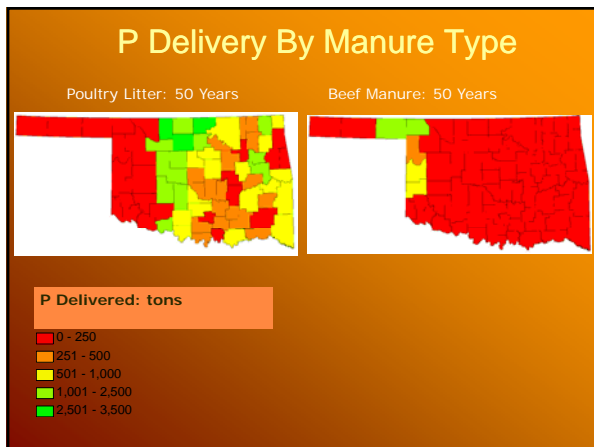 P Delivery By Manure Type
Poultry Litter: 50 Years
Beef Manure: 50 Years
P Delivered: tons
0 - 250
251 - 500
501 - 1,000
1,001 - 2,500
2,501 - 3,500